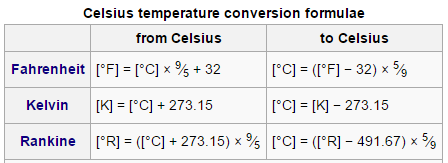 Celsius temperature conversion formulae
from Celsius to Celsius
Fahrenheit [°F] = [°C] × 9⁄5 + 32 [°C] = ([°F] − 32) × 5⁄9
Kelvin [K] = [°C] + 273.15 [°C] = [K] − 273.15
Rankine [°R] = ([°C] + 273.15) × 9⁄5 [°C] = ([°R] − 491.67) × 5⁄9